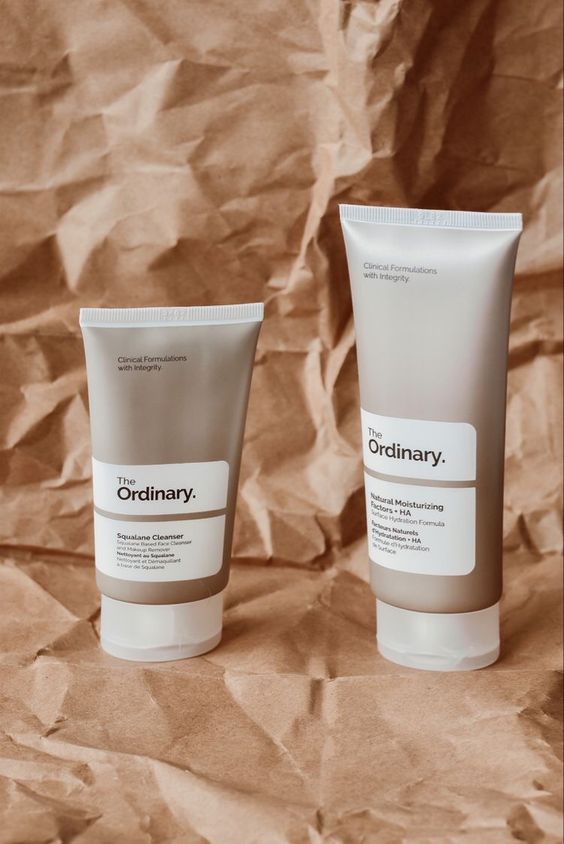 Clinical Formulations
with Integrity.
The
Ordinary.
Squalane Cleanser
Squalane Based Face Cleanser
and Makeup Remover
Nettoyant au Squalane
Nettoyant et Démaquillant
à base de Squalane
Clinical Formulations
with Integrity.
The
Ordinary.
Natural Moisturizing
Factors + HA
Surface Hydration Formula
Facteurs Naturels
d'Hydratation + HA
Formule d'Hydratation
de Surface